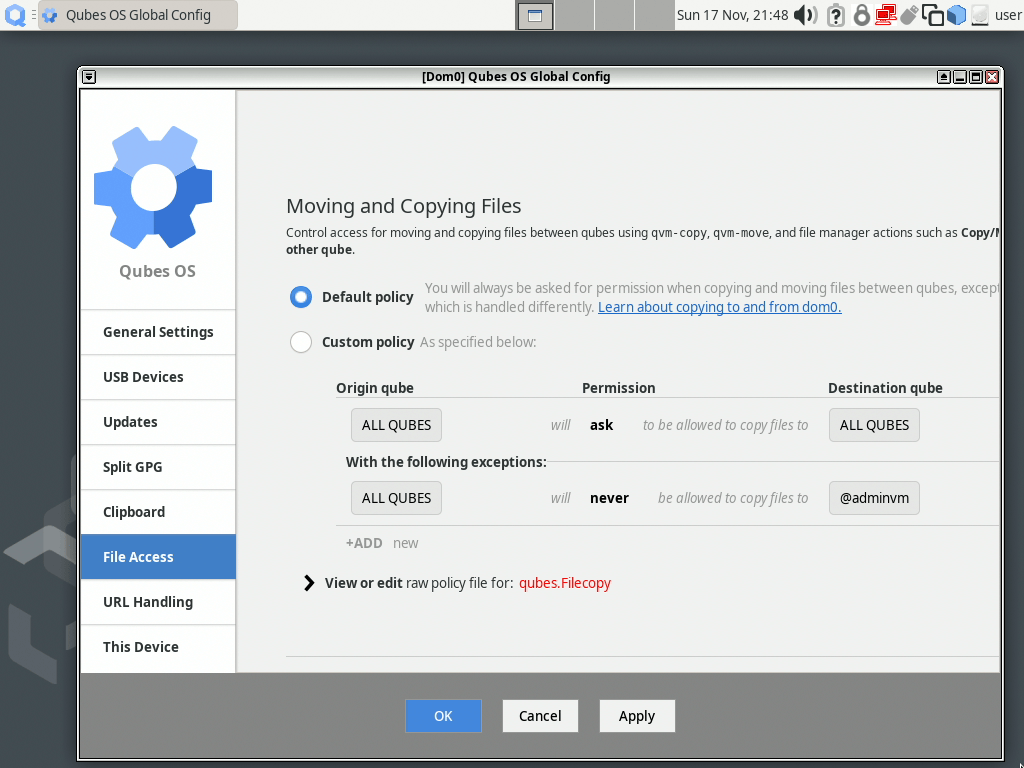 Qubes OS Global Config
Sun 17 Nov, 21:48
user
[Dom0] Qubes OS Global Config
Qubes OS
General Settings
USB Devices
Updates
Split GPG
Clipboard
File Access
URL Handling
This Device
Moving and Copying Files
Control access for moving and copying files between qubes using qvm-copy, qvm-move, and file manager actions such as Copy/M
other qube.
Default policy
You will always be asked for permission when copying and moving files between qubes, except
which is handled differently. Learn about copying to and from dom0.
Custom policy As specified below:
Origin qube Permission Destination qube
ALL QUBES will ask to be allowed to copy files to ALL QUBES
With the following exceptions:
ALL QUBES will never be allowed to copy files to @adminvm
+ADD new
View or edit raw policy file for: qubes.Filecopy
OK Cancel Apply